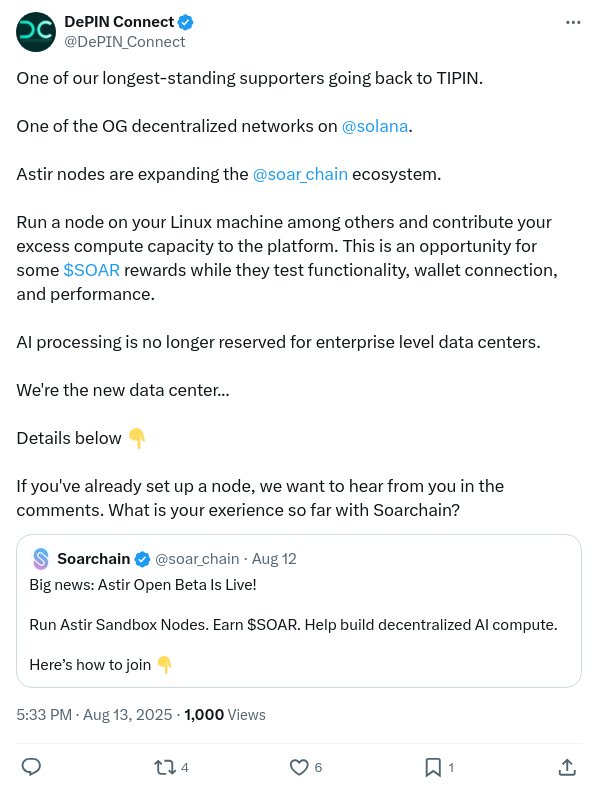 DePIN Connect
@DePIN_Connect
One of our longest-standing supporters going back to TIPIN.
One of the OG decentralized networks on @solana.
Astir nodes are expanding the @soar_chain ecosystem.
Run a node on your Linux machine among others and contribute your
excess compute capacity to the platform. This is an opportunity for
some $SOAR rewards while they test functionality, wallet connection,
and performance.
AI processing is no longer reserved for enterprise level data centers.
We're the new data center...
Details below 👇
If you've already set up a node, we want to hear from you in the
comments. What is your exerience so far with Soarchain?
Soarchain @soar_chain · Aug 12
Big news: Astir Open Beta Is Live!
Run Astir Sandbox Nodes. Earn $SOAR. Help build decentralized AI compute.
Here’s how to join 👇
5:33 PM · Aug 13, 2025 · 1,000 Views
4 6 1